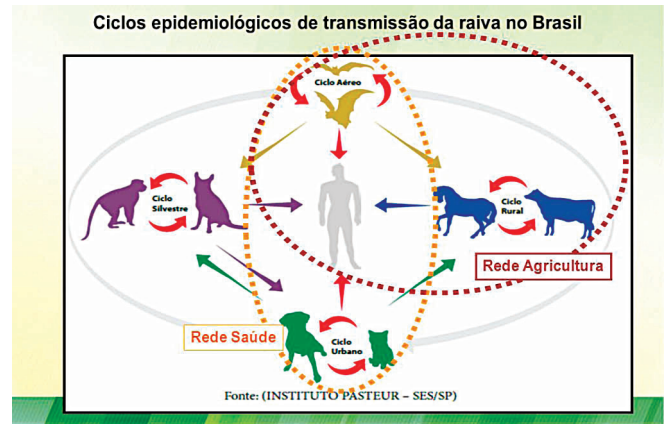 Ciclos epidemiológicos de transmissão da raiva no Brasil
Ciclo Aéreo
Ciclo
Silvestre
Ciclo
Rural
Rede Agricultura
Rede Saúde
Ciclo
Urbano
Fonte: (INSTITUTO PASTEUR – SES/SP)